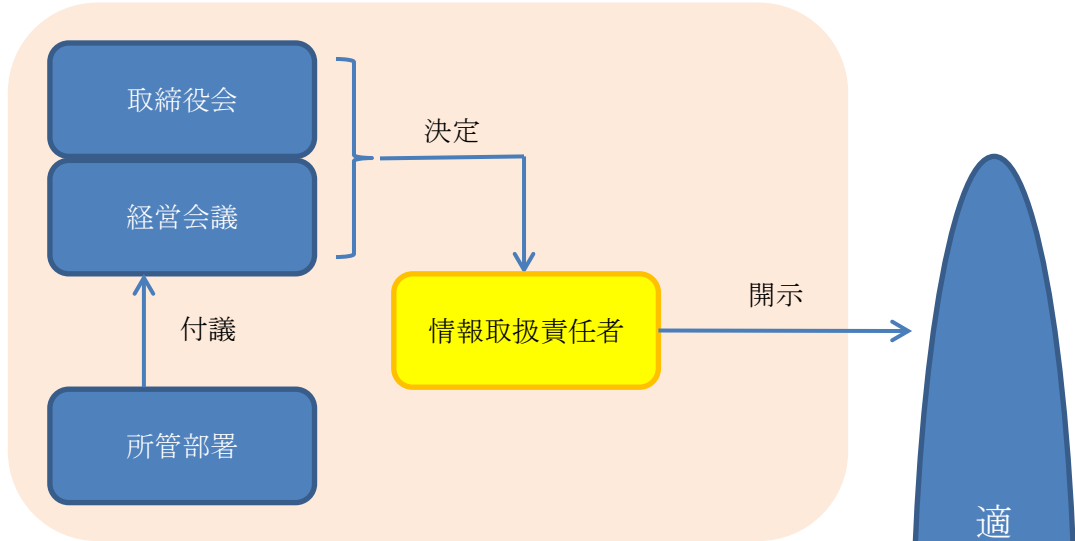 取締役会
決定
経営会議
開示
付議
情報取扱責任者
所管部署
適